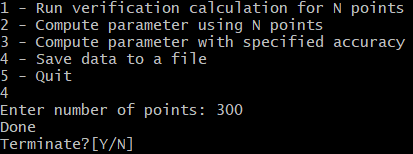 1 - Run verification calculation for N points
2 - Compute parameter using N points
3 - Compute parameter with specified accuracy
4 - Save data to a file
5 - Quit
4
Enter number of points: 300
Done
Terminate?[Y/N]